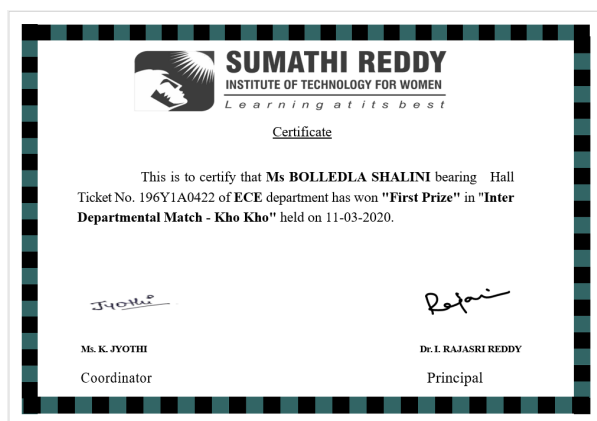 SUMATHI REDDY
INSTITUTE OF TECHNOLOGY FOR WOMEN
Learning at its best
Certificate
This is to certify that Ms BOLLEDLA SHALINI bearing Hall
Ticket No. 196Y1A0422 of ECE department has won "First Prize" in "Inter
Departmental Match - Kho Kho" held on 11-03-2020.
Jyothi
Rajasri
Ms. K. JYOTHI
Dr. I. RAJASRI REDDY
Coordinator
Principal